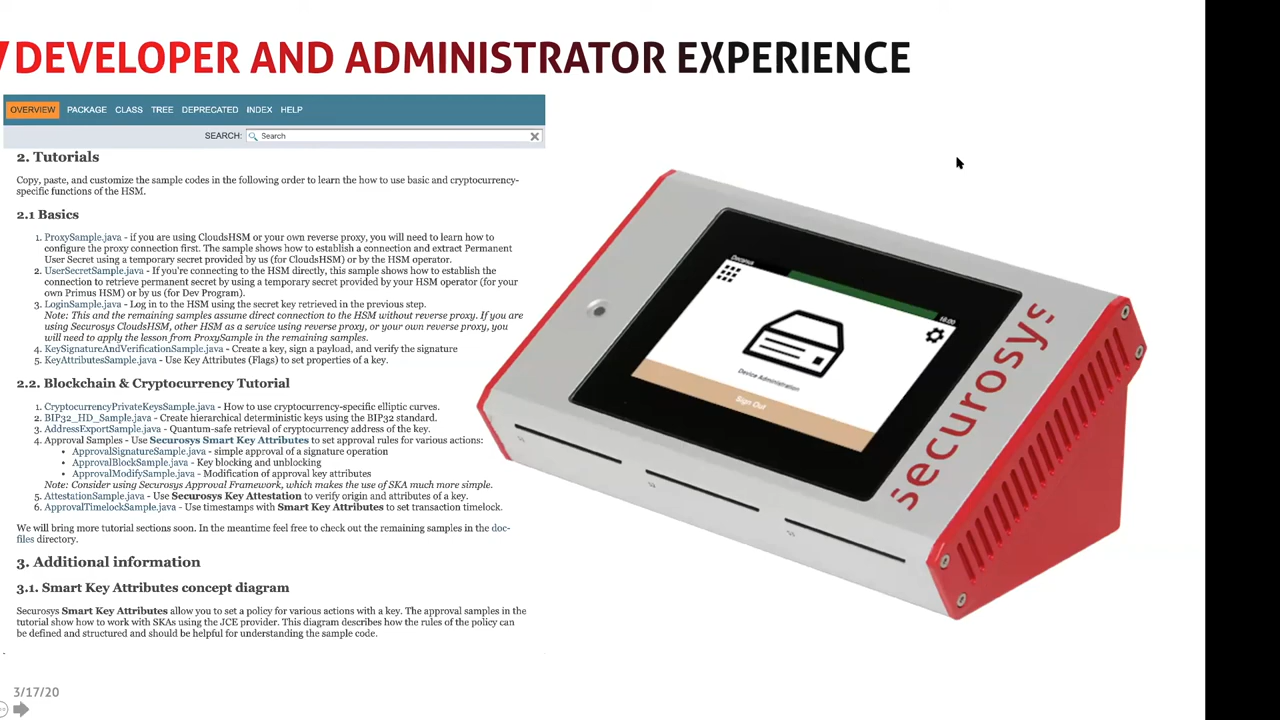 DEVELOPER AND ADMINISTRATOR EXPERIENCE
OVERVIEW PACKAGE CLASS TREE DEPRECATED INDEX HELP
SEARCH: Search
2. Tutorials
Copy, paste, and customize the sample codes in the following order to learn the how to use basic and cryptocurrency-
specific functions of the HSM.
2.1 Basics
1. ProxySample.java - if you are using CloudsHSM or your own reverse proxy, you will need to learn how to
configure the proxy connection first. The sample shows how to establish a connection and extract Permanent
User Secret using a temporary secret provided by us (for CloudsHSM) or by the HSM operator.
2. UserSecretSample.java - If you're connecting to the HSM directly, this sample shows how to establish the
connection to retrieve permanent secret by using a temporary secret provided by your HSM operator (for your
own Primus HSM) or by us (for Dev Program).
3. LoginSample.java - Log in to the HSM using the secret key retrieved in the previous step.
Note: This and the remaining samples assume direct connection to the HSM without reverse proxy. If you are
using Securosys CloudsHSM, other HSM as a service using reverse proxy, or your own reverse proxy, you
will need to apply the lesson from ProxySample in the remaining samples.
4. KeySignatureAndVerificationSample.java - Create a key, sign a payload, and verify the signature
5. KeyAttributesSample.java - Use Key Attributes (Flags) to set properties of a key.
2.2. Blockchain & Cryptocurrency Tutorial
1. CryptocurrencyPrivateKeysSample.java - How to use cryptocurrency-specific elliptic curves.
2. BIP32_HD_Sample.java - Create hierarchical deterministic keys using the BIP32 standard.
3. AddressExportSample.java - Quantum-safe retrieval of cryptocurrency address of the key.
4. Approval Samples - Use Securosys Smart Key Attributes to set approval rules for various actions:
• ApprovalSignatureSample.java - simple approval of a signature operation
• ApprovalBlockSample.java - Key blocking and unblocking
• ApprovalModifySample.java - Modification of approval key attributes
Note: Consider using Securosys Approval Framework, which makes the use of SKA much more simple.
5. AttestationSample.java - Use Securosys Key Attestation to verify origin and attributes of a key.
6. ApprovalTimelockSample.java - Use timestamps with Smart Key Attributes to set transaction timelock.
We will bring more tutorial sections soon. In the meantime feel free to check out the remaining samples in the doc-
files directory.
3. Additional information
3.1. Smart Key Attributes concept diagram
Securosys Smart Key Attributes allow you to set a policy for various actions with a key. The approval samples in the
tutorial show how to work with SKAs using the JCE provider. This diagram describes how the rules of the policy can
be defined and structured and should be helpful for understanding the sample code.
Decanus
16:00
Device Administration
Sign Out
securosys
3/17/20